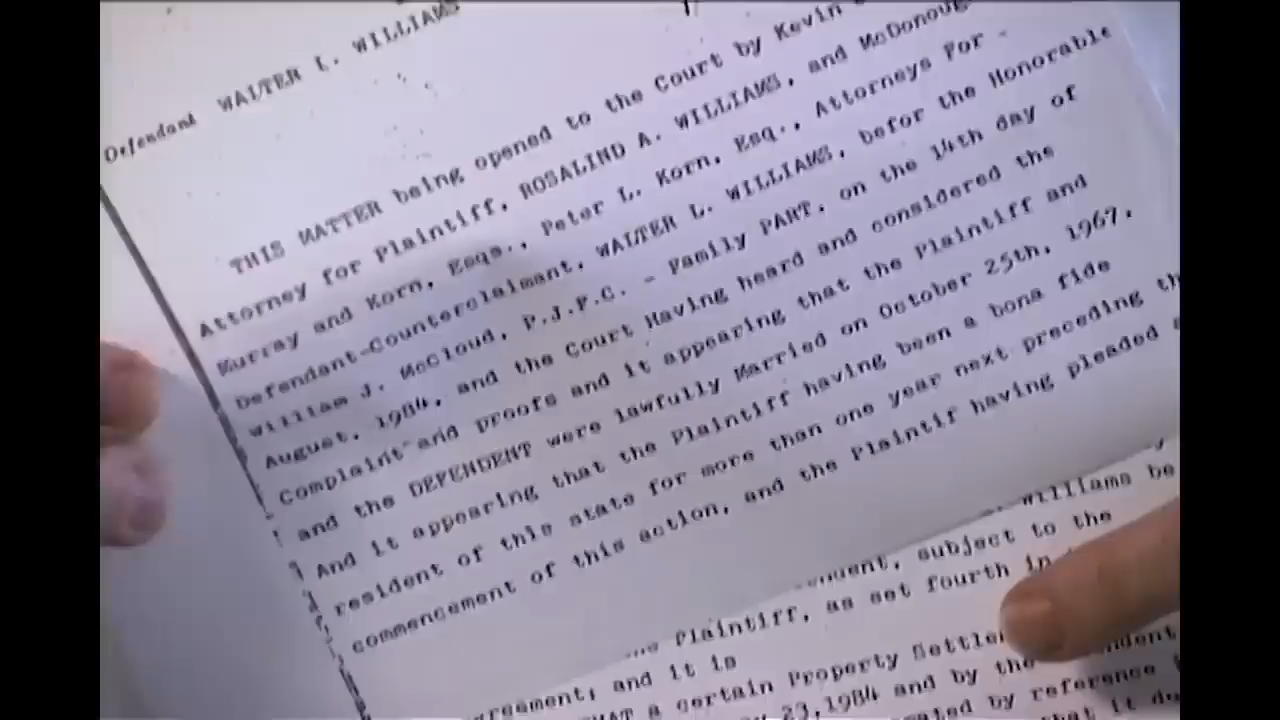 Defendant WALTER L. WILLIAMS
THIS MATTER being opened to the Court by Kevin
Attorney for Plaintiff, ROSALIND A. WILLIAMS, and McDonough
Murray and Korn, Esqs., Peter L. Korn, Esq., Attorneys For -
Defendant-Counterclaimant, WALTER L. WILLIAMS, befor the Honorable
William J. McCloud, P.J.F.C. - Family PART, on the 14th day of
August, 1984, and the Court Having heard and considered the
Complaint and proofs and it appearing that the Plaintiff and
and the DEFENDENT were lawfully Married on October 25th, 1967,
And it appearing that the Plaintiff having been a bona fide
resident of this state for more than one year next preceding th
commencement of this action, and the Plaintif having pleaded
Williams be
subject to the
Plaintiff, as set fourth in
and it is
a certain Property
23,1984 and by the
by reference
that it